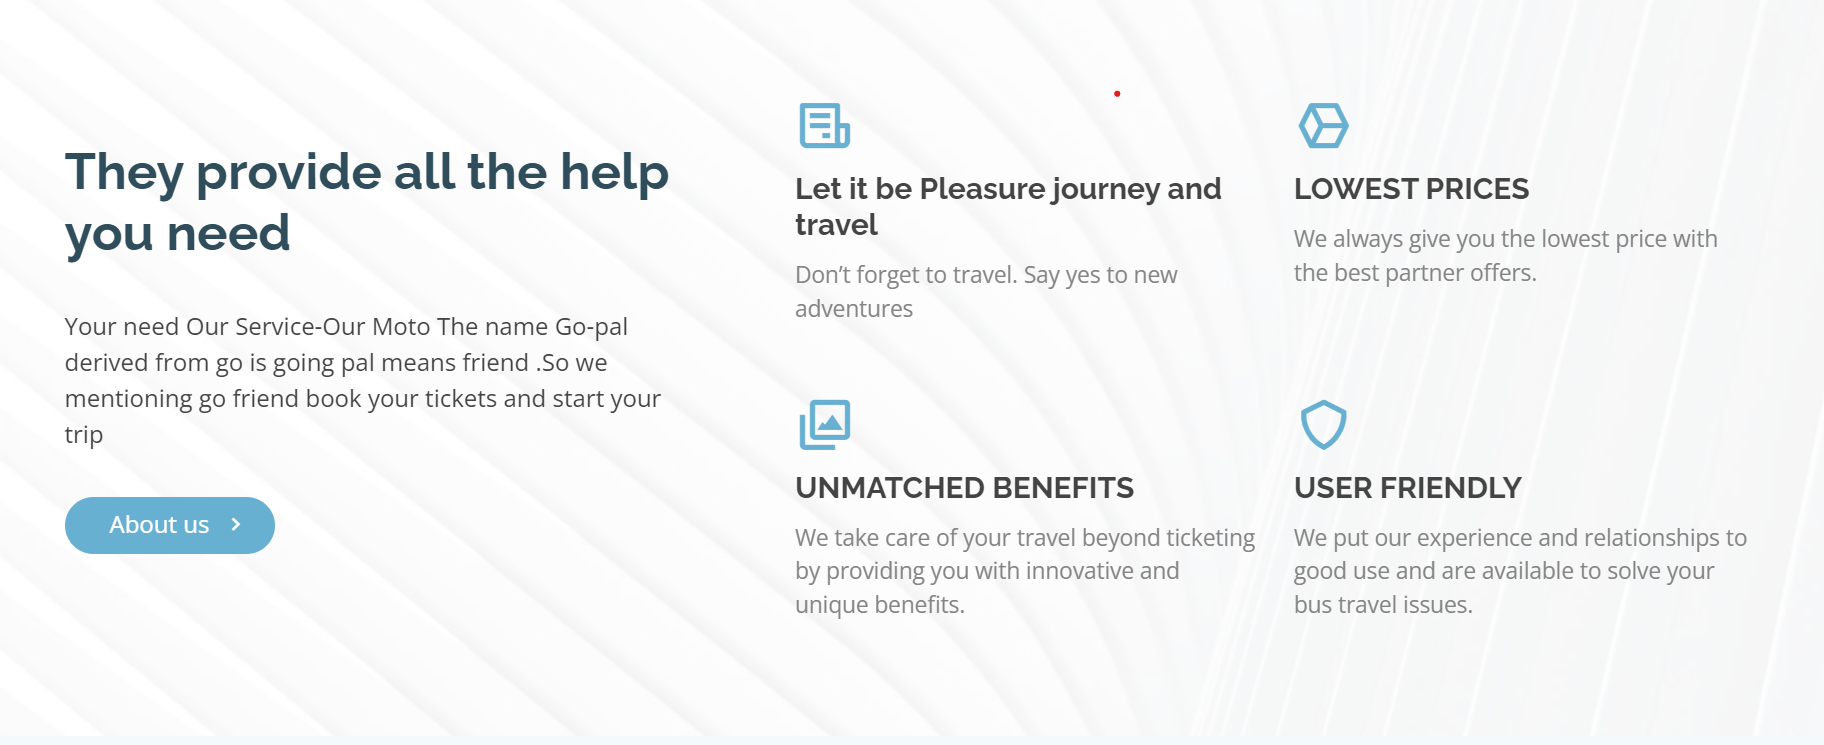 They provide all the help
you need
Your need Our Service-Our Moto The name Go-pal
derived from go is going pal means friend .So we
mentioning go friend book your tickets and start your
trip
About us
Let it be Pleasure journey and
travel
Don’t forget to travel. Say yes to new
adventures
LOWEST PRICES
We always give you the lowest price with
the best partner offers.
UNMATCHED BENEFITS
We take care of your travel beyond ticketing
by providing you with innovative and
unique benefits.
USER FRIENDLY
We put our experience and relationships to
good use and are available to solve your
bus travel issues.